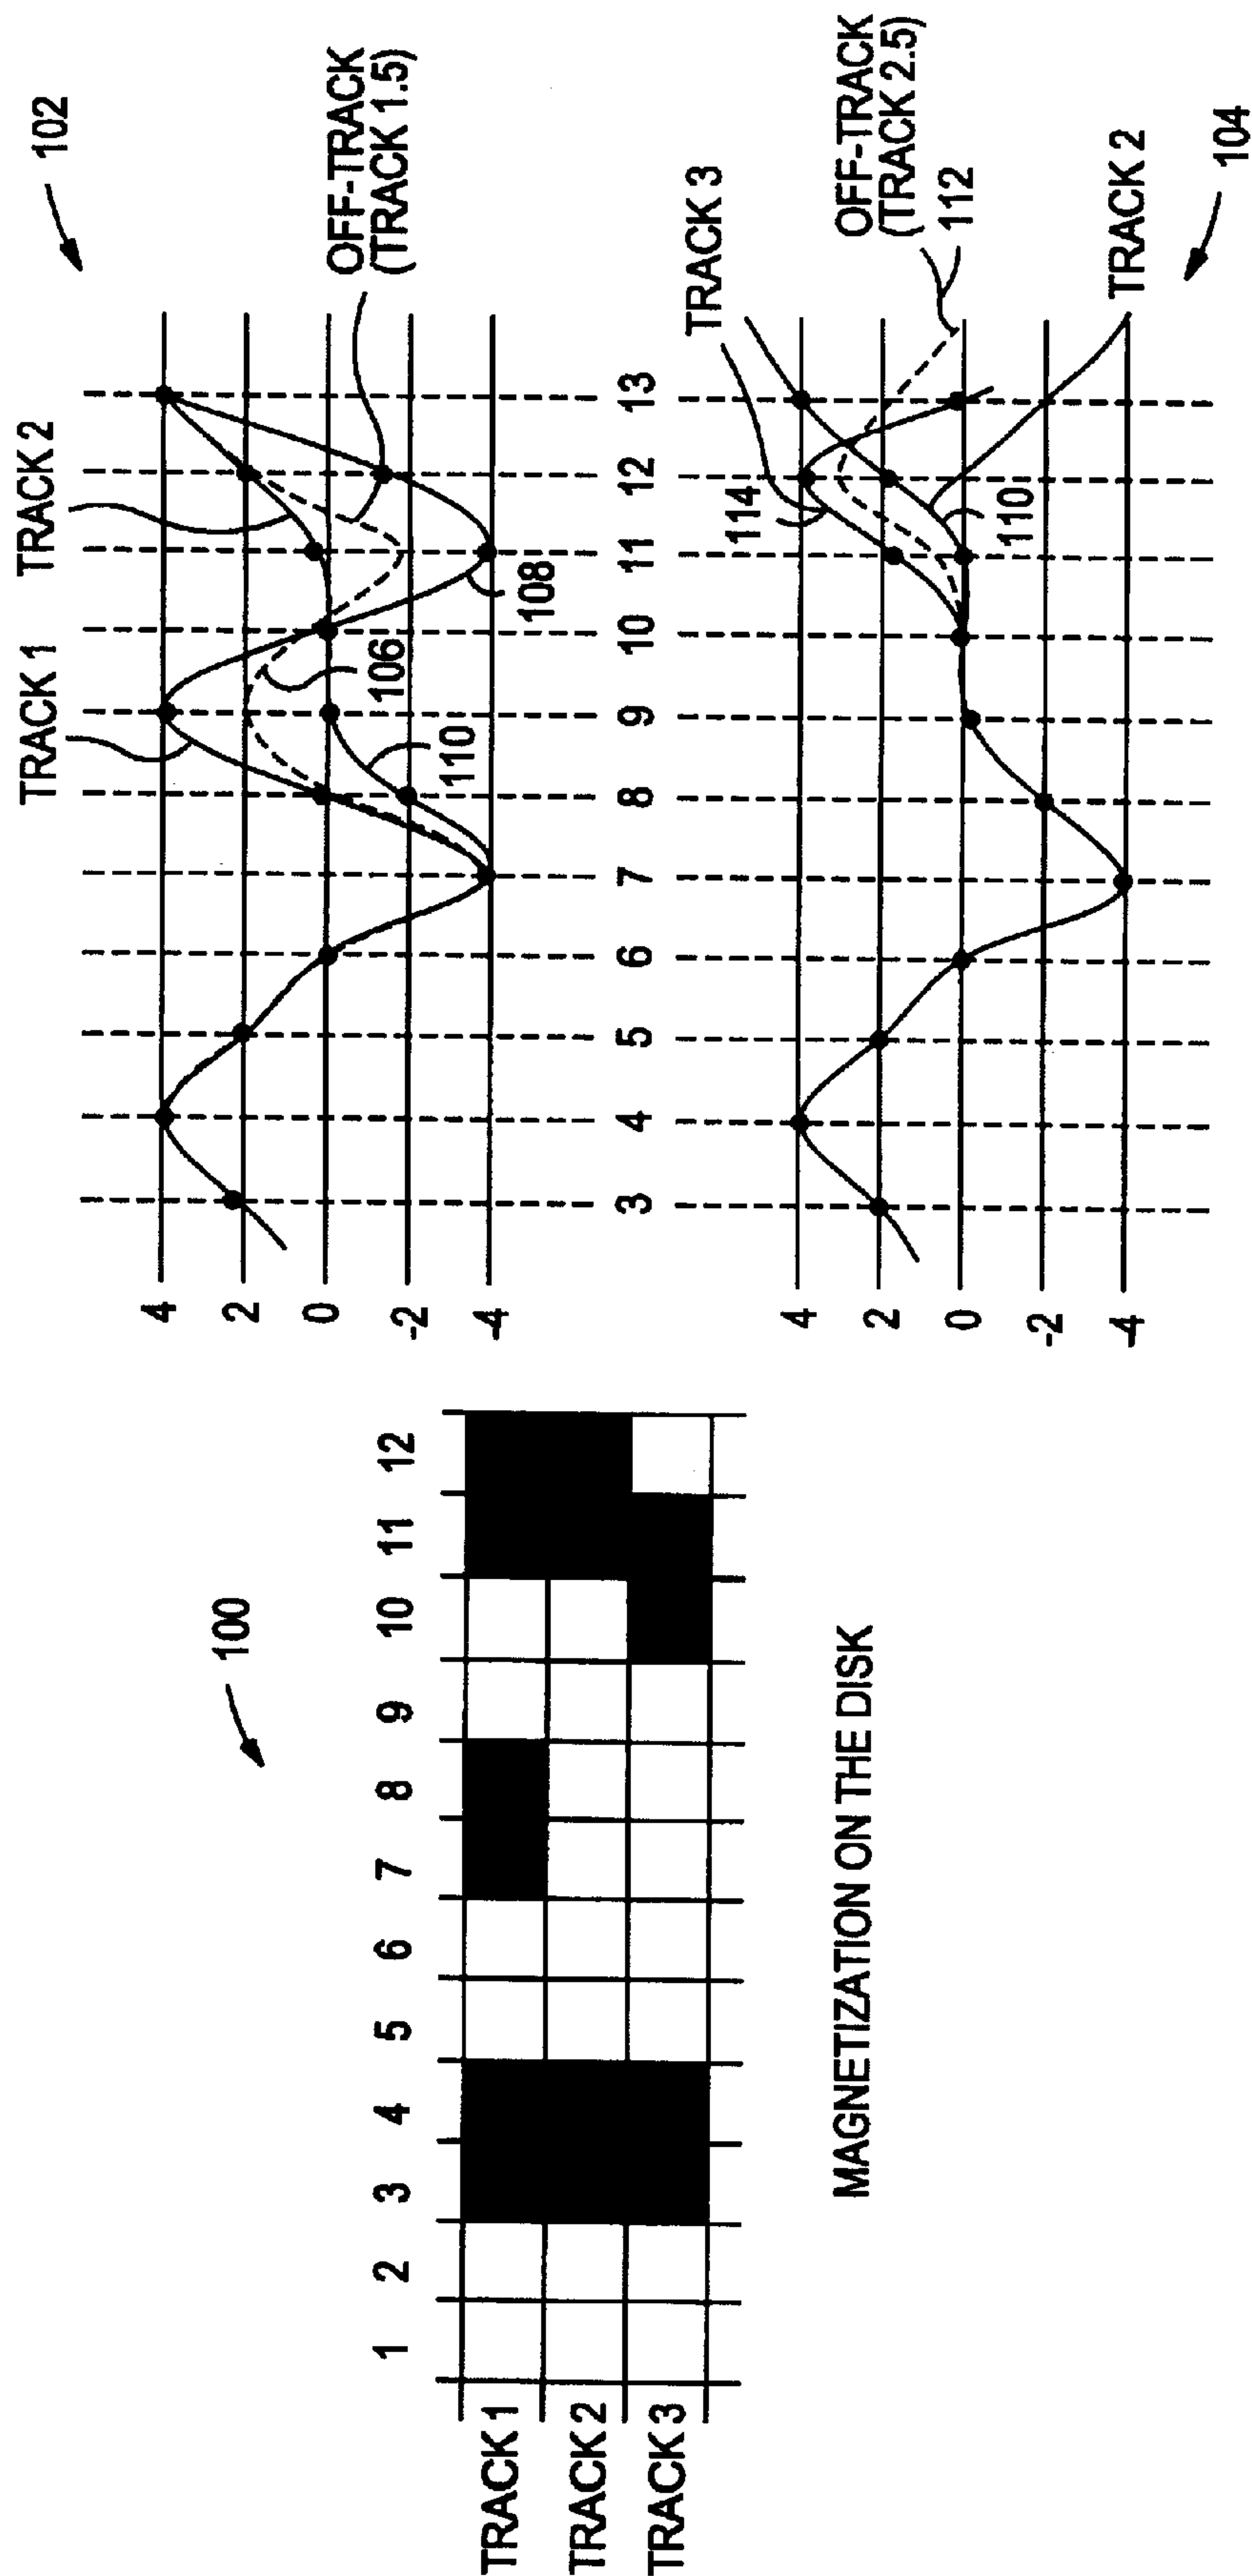 100
1 2 3 4 5 6 7 8 9 10 11 12
TRACK 1
TRACK 2
TRACK 3
MAGNETIZATION ON THE DISK
102
TRACK 1
TRACK 2
OFF-TRACK
(TRACK 1.5)
4
2
0
-2
-4
106
110
108
3 4 5 6 7 8 9 10 11 12 13
TRACK 3
OFF-TRACK
(TRACK 2.5)
112
4
2
0
-2
-4
114
110
TRACK 2
104